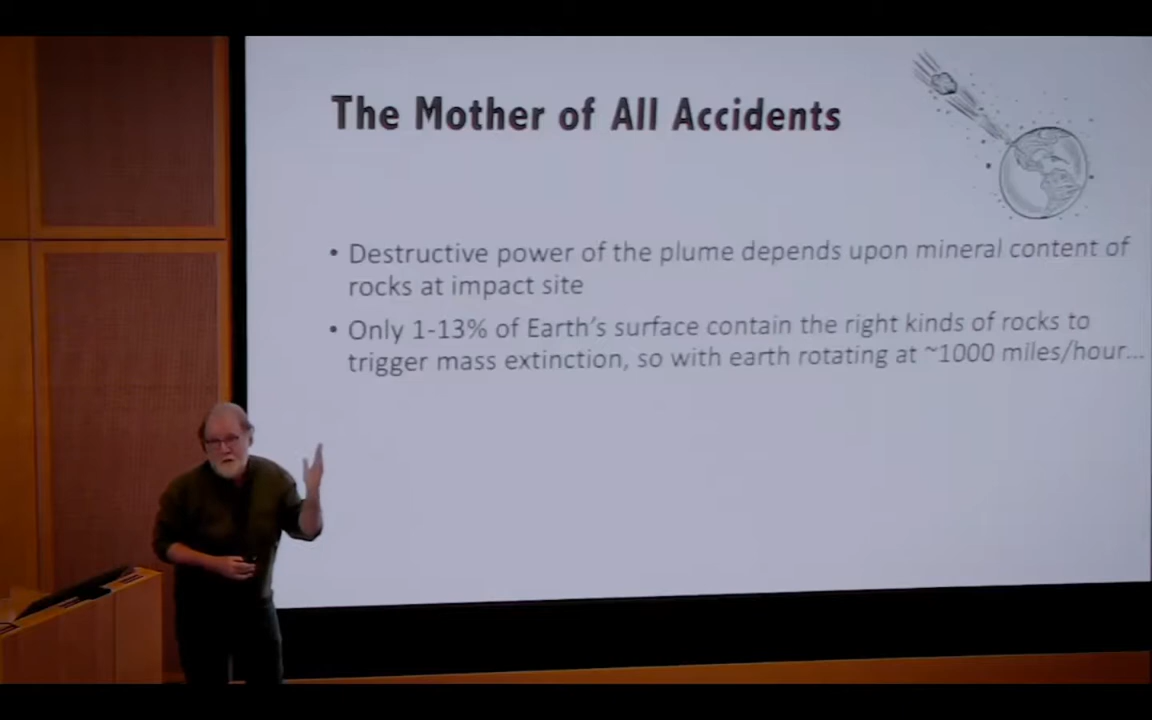 The Mother of All Accidents
• Destructive power of the plume depends upon mineral content of
rocks at impact site
• Only 1-13% of Earth's surface contain the right kinds of rocks to
trigger mass extinction, so with earth rotating at ~1000 miles/hour...